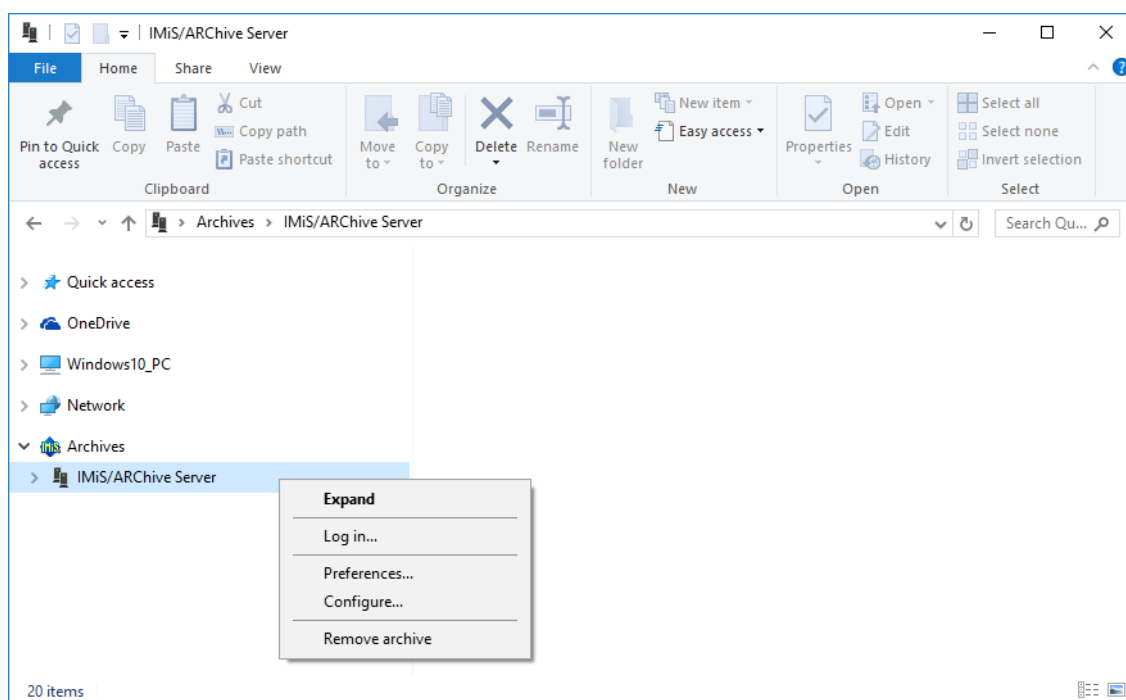 IMiS/ARChive Server
File Home Share View
Pin to Quick access
Copy
Paste
Cut
Copy path
Paste shortcut
Clipboard
Move to
Copy to
Delete
Rename
Organize
New folder
New item
Easy access
New
Properties
Open
Edit
History
Open
Select all
Select none
Invert selection
Select
Archives IMiS/ARChive Server
Search Qu...
Quick access
OneDrive
Windows10_PC
Network
IMiS Archives
IMiS/ARChive Server
Expand
Log in...
Preferences...
Configure...
Remove archive
20 items